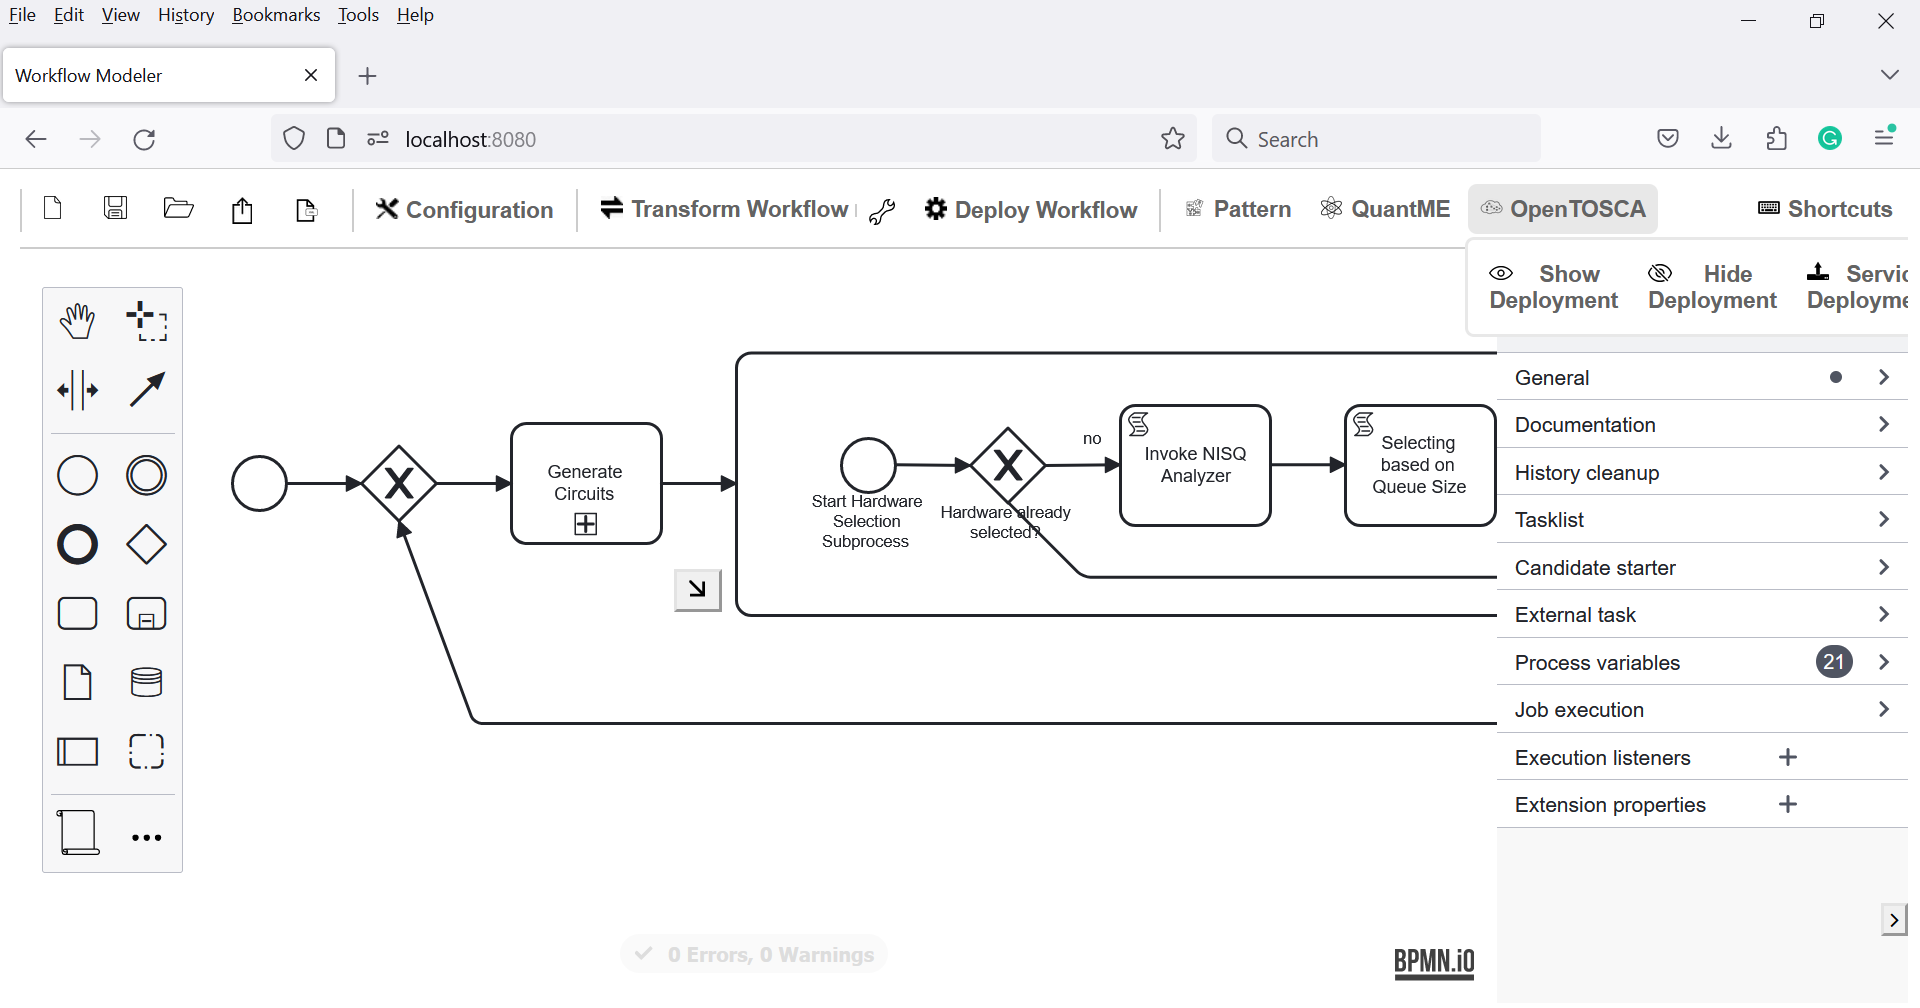 File Edit View History Bookmarks Tools Help
Workflow Modeler
localhost:8080
Search
Configuration
Transform Workflow
Deploy Workflow
Pattern
QuantME
OpenTOSCA
Shortcuts
Show
Deployment
Hide
Deployment
Servic
Deployme
Generate
Circuits
Start Hardware
Selection
Subprocess
Hardware already
selected?
no
Invoke NISQ
Analyzer
Selecting
based on
Queue Size
General
Documentation
History cleanup
Tasklist
Candidate starter
External task
Process variables 21
Job execution
Execution listeners
Extension properties
0 Errors, 0 Warnings
BPMN.iO